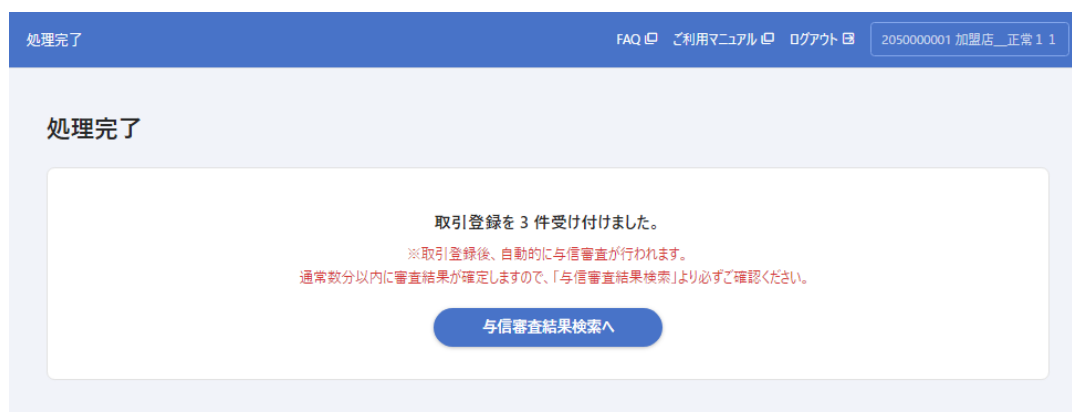 処理完了
FAQ ご利用マニュアル ログアウト 2050000001 加盟店__正常１１
処理完了
取引登録を 3 件受け付けました。
※取引登録後、自動的に与信審査が行われます。
通常数分以内に審査結果が確定しますので、「与信審査結果検索」より必ずご確認ください。
与信審査結果検索へ